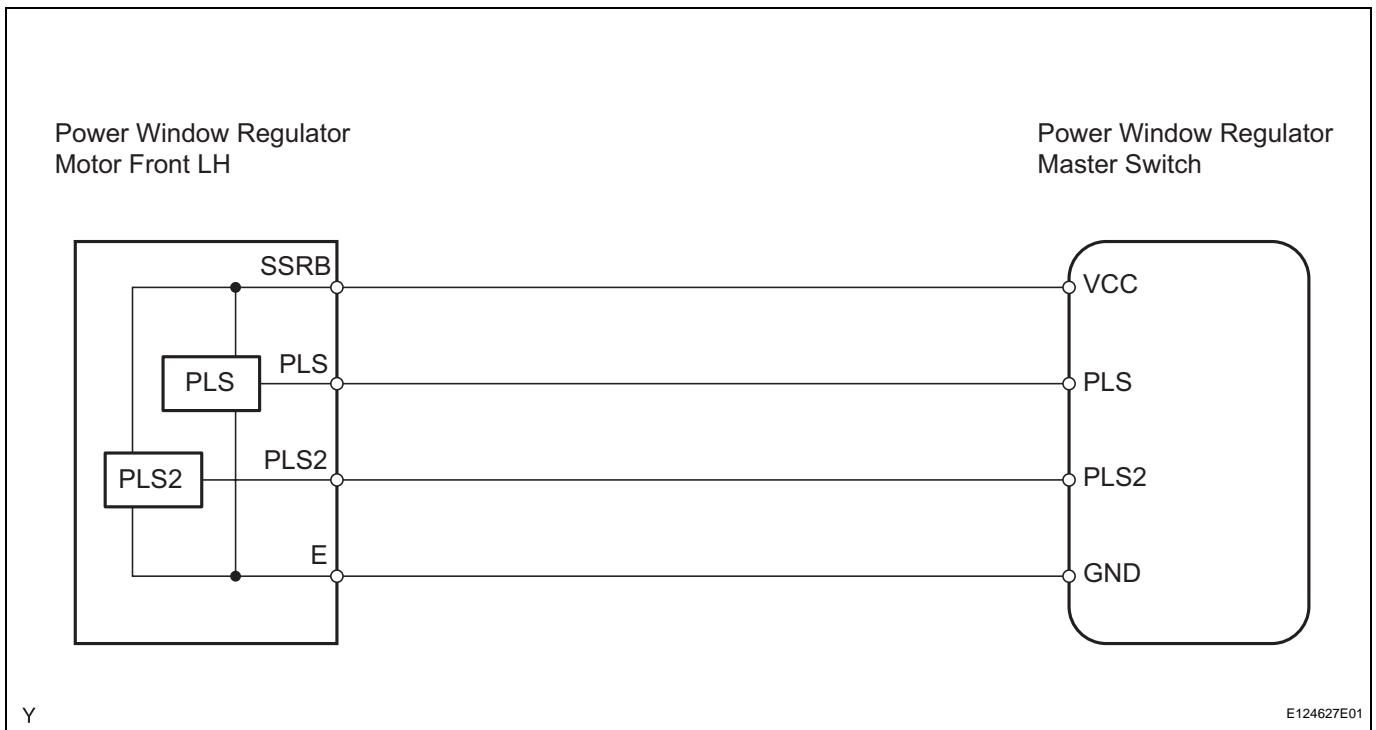 Power Window Regulator
Motor Front LH
Power Window Regulator
Master Switch
SSRB
VCC
PLS
PLS
PLS
PLS2
PLS2
PLS2
E
GND
Y
E124627E01